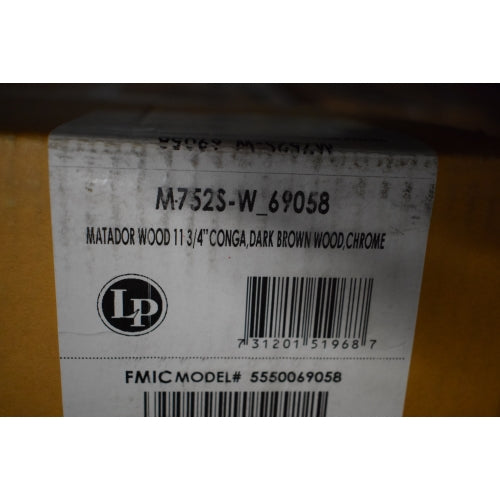 M752S-W_69058
MATADOR WOOD 11 3/4" CONGA,DARK BROWN WOOD,CHROME
LP
7 31201 51968 7
FMIC MODEL# 5550069058